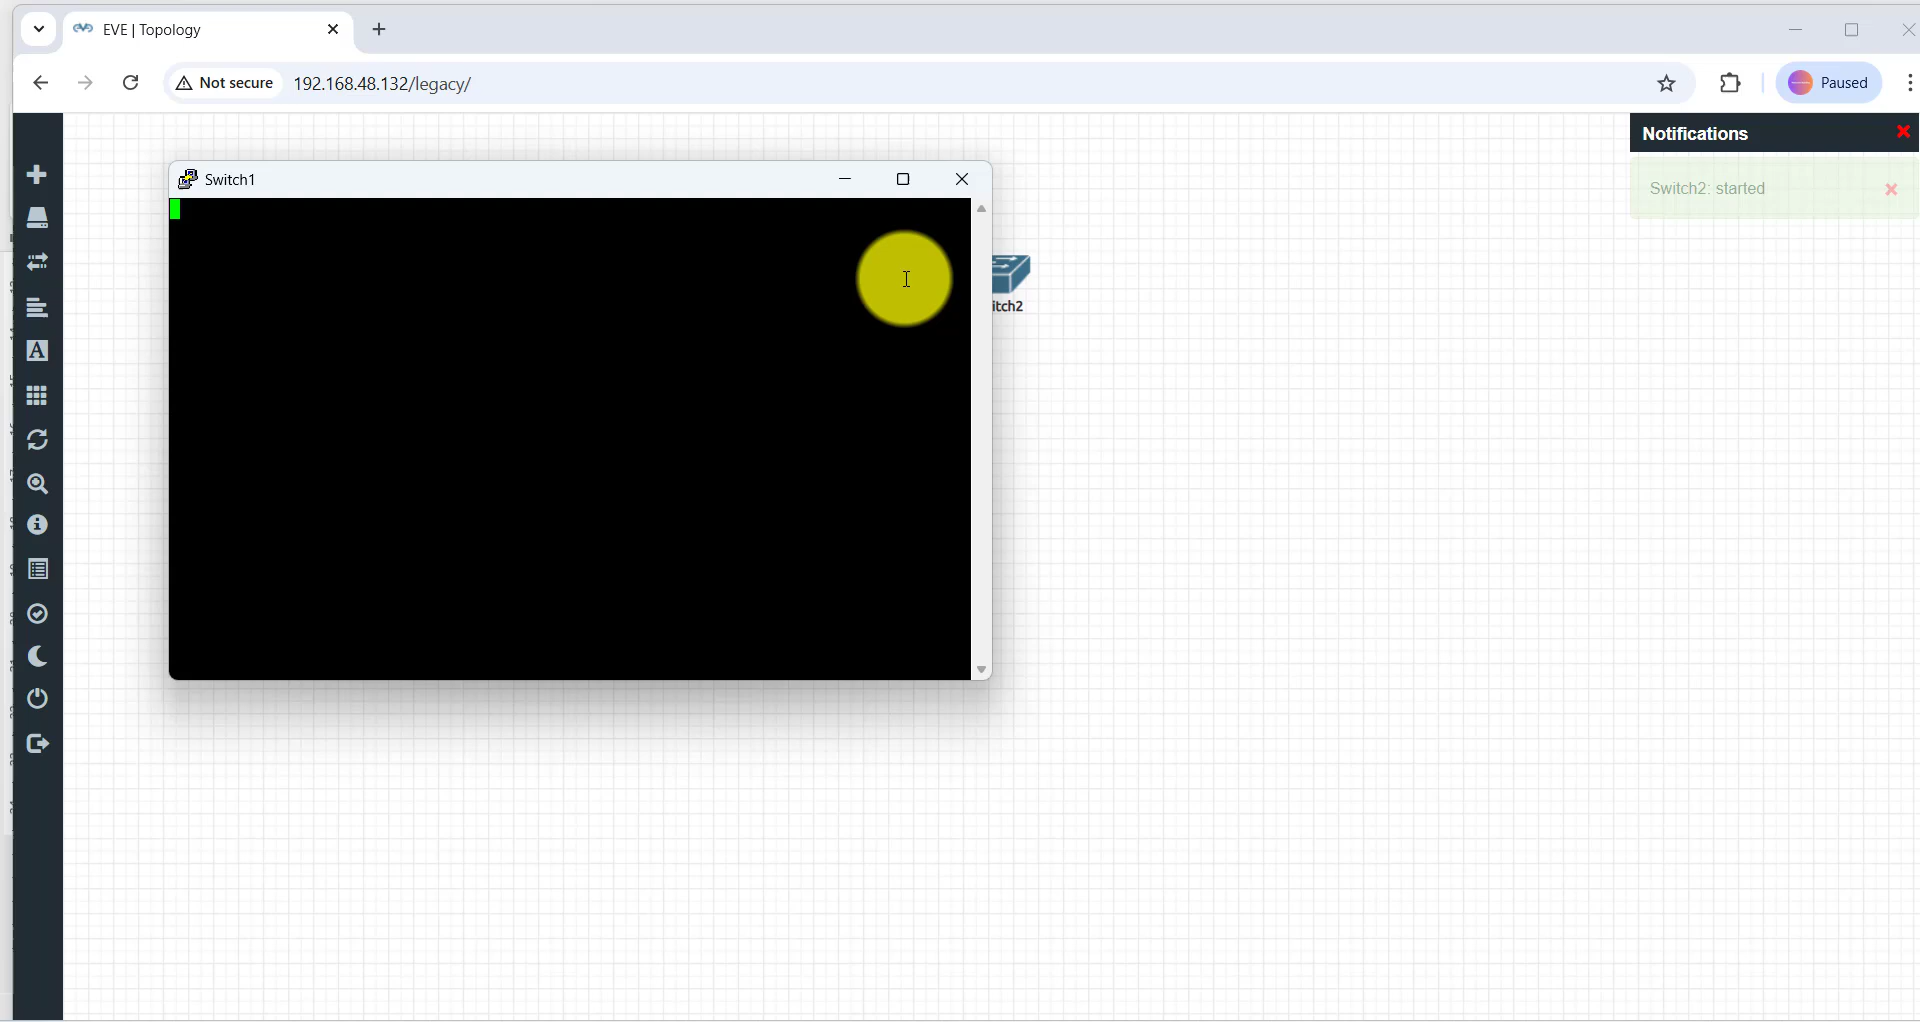 EVE | Topology
Not secure
192.168.48.132/legacy/
Paused
Notifications
Switch1
Switch2: started
itch2